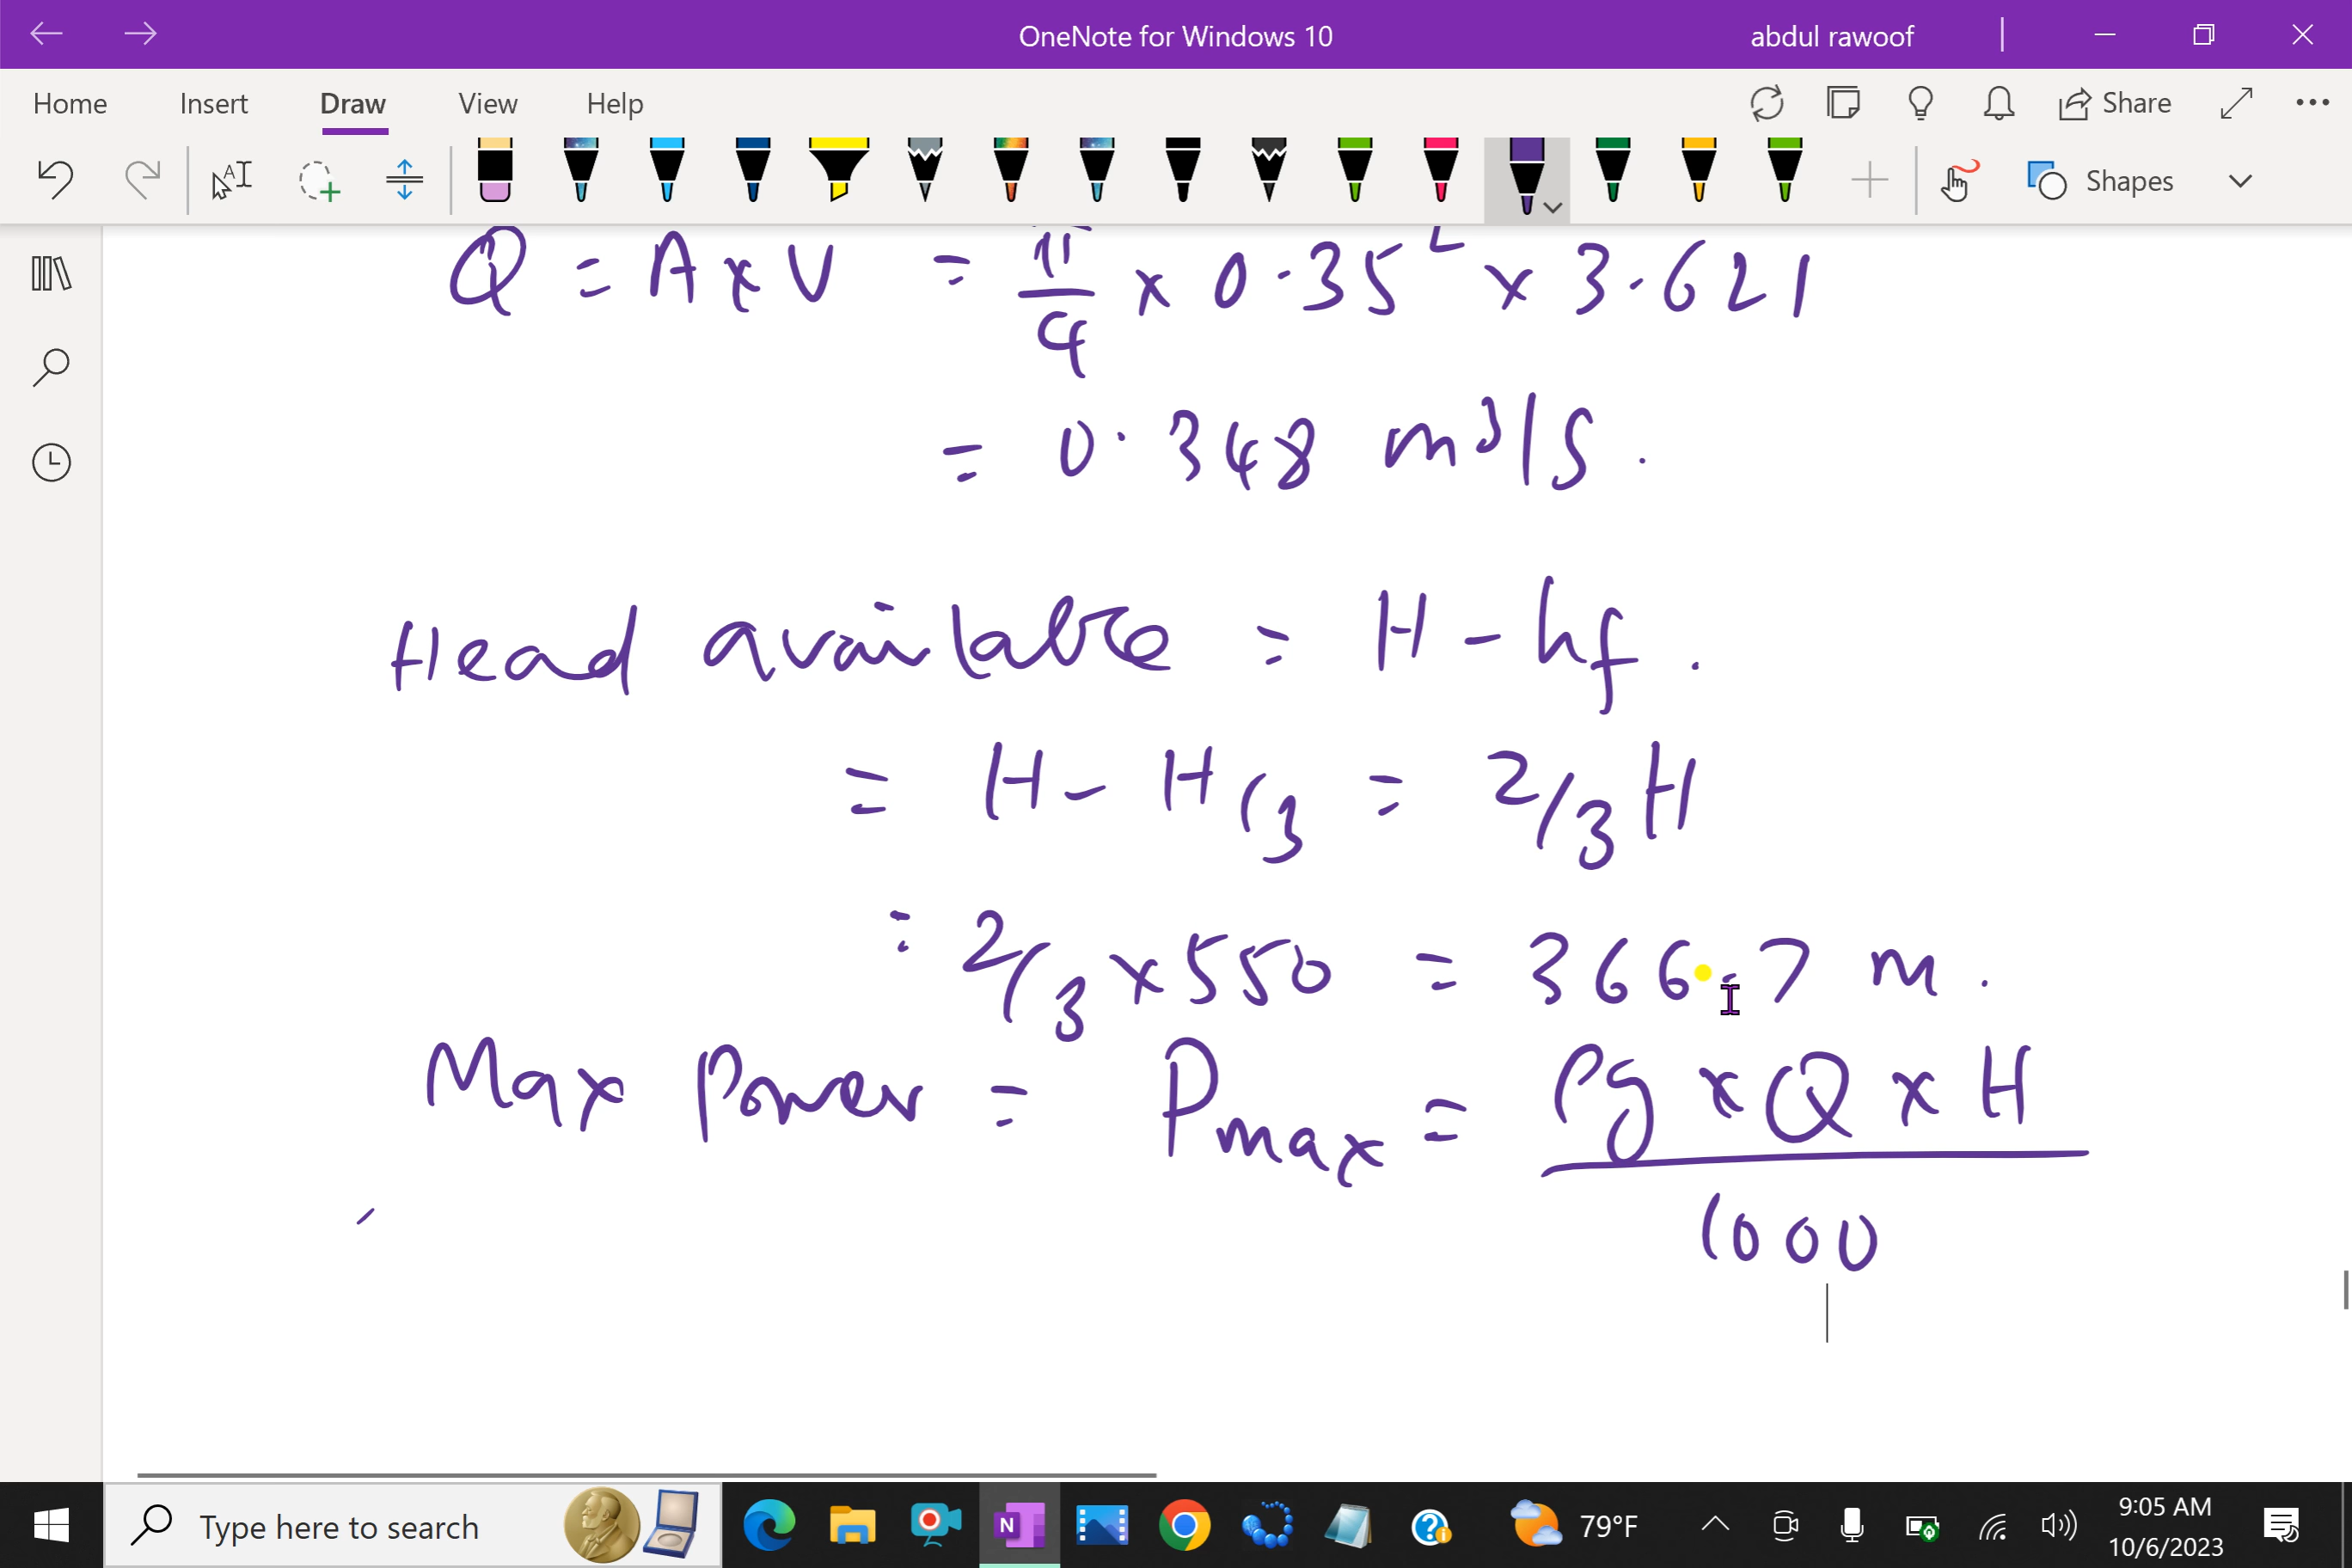 OneNote for Windows 10
abdul rawoof
Home Insert Draw View Help
Share
Shapes
Q = A x V = π/4 x 0.35² x 3.621
= 0.348 m³/s.
Head available = H - hf.
= H - H/3 = 2/3 H
= 2/3 x 550 = 366.7 m.
Max Power = Pmax = ρg x Q x H
1000
Type here to search
79°F
9:05 AM
10/6/2023